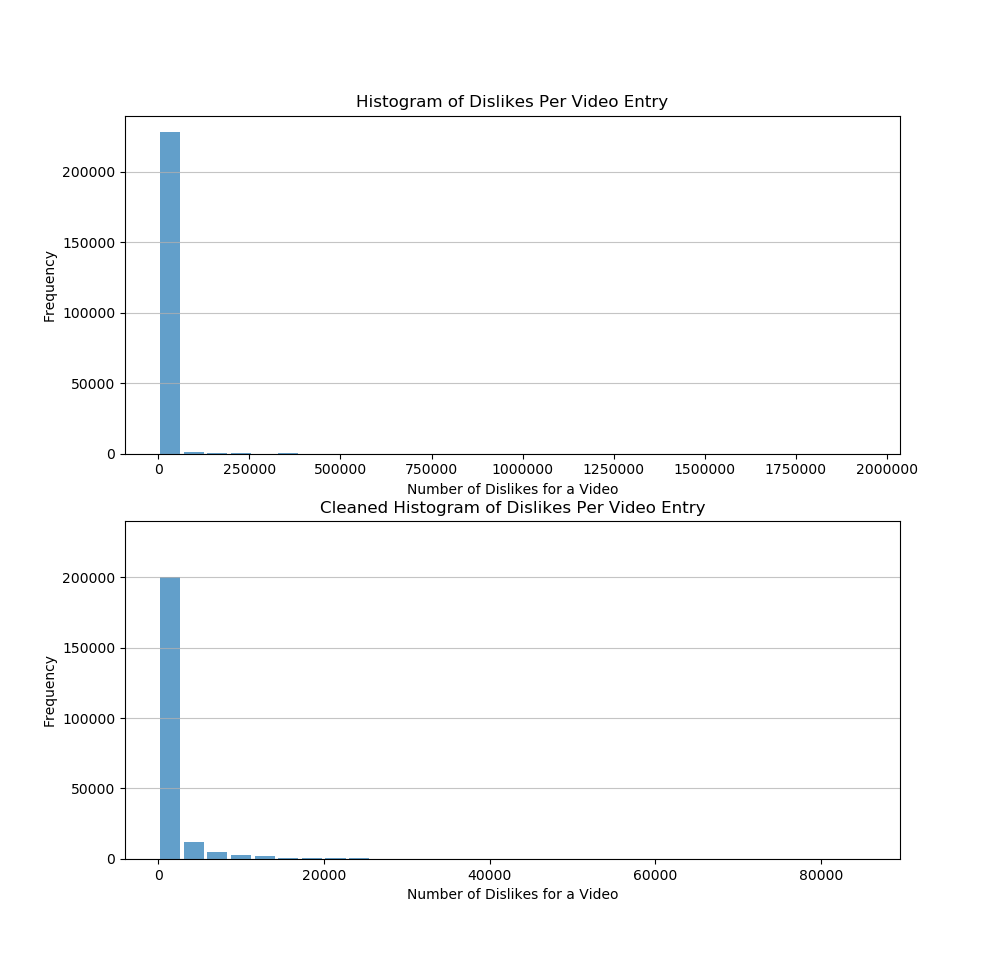 Histogram of Dislikes Per Video Entry
200000
150000
100000
50000
0
Frequency
0 250000 500000 750000 1000000 1250000 1500000 1750000 2000000
Number of Dislikes for a Video
Cleaned Histogram of Dislikes Per Video Entry
200000
150000
100000
50000
0
Frequency
0 20000 40000 60000 80000
Number of Dislikes for a Video